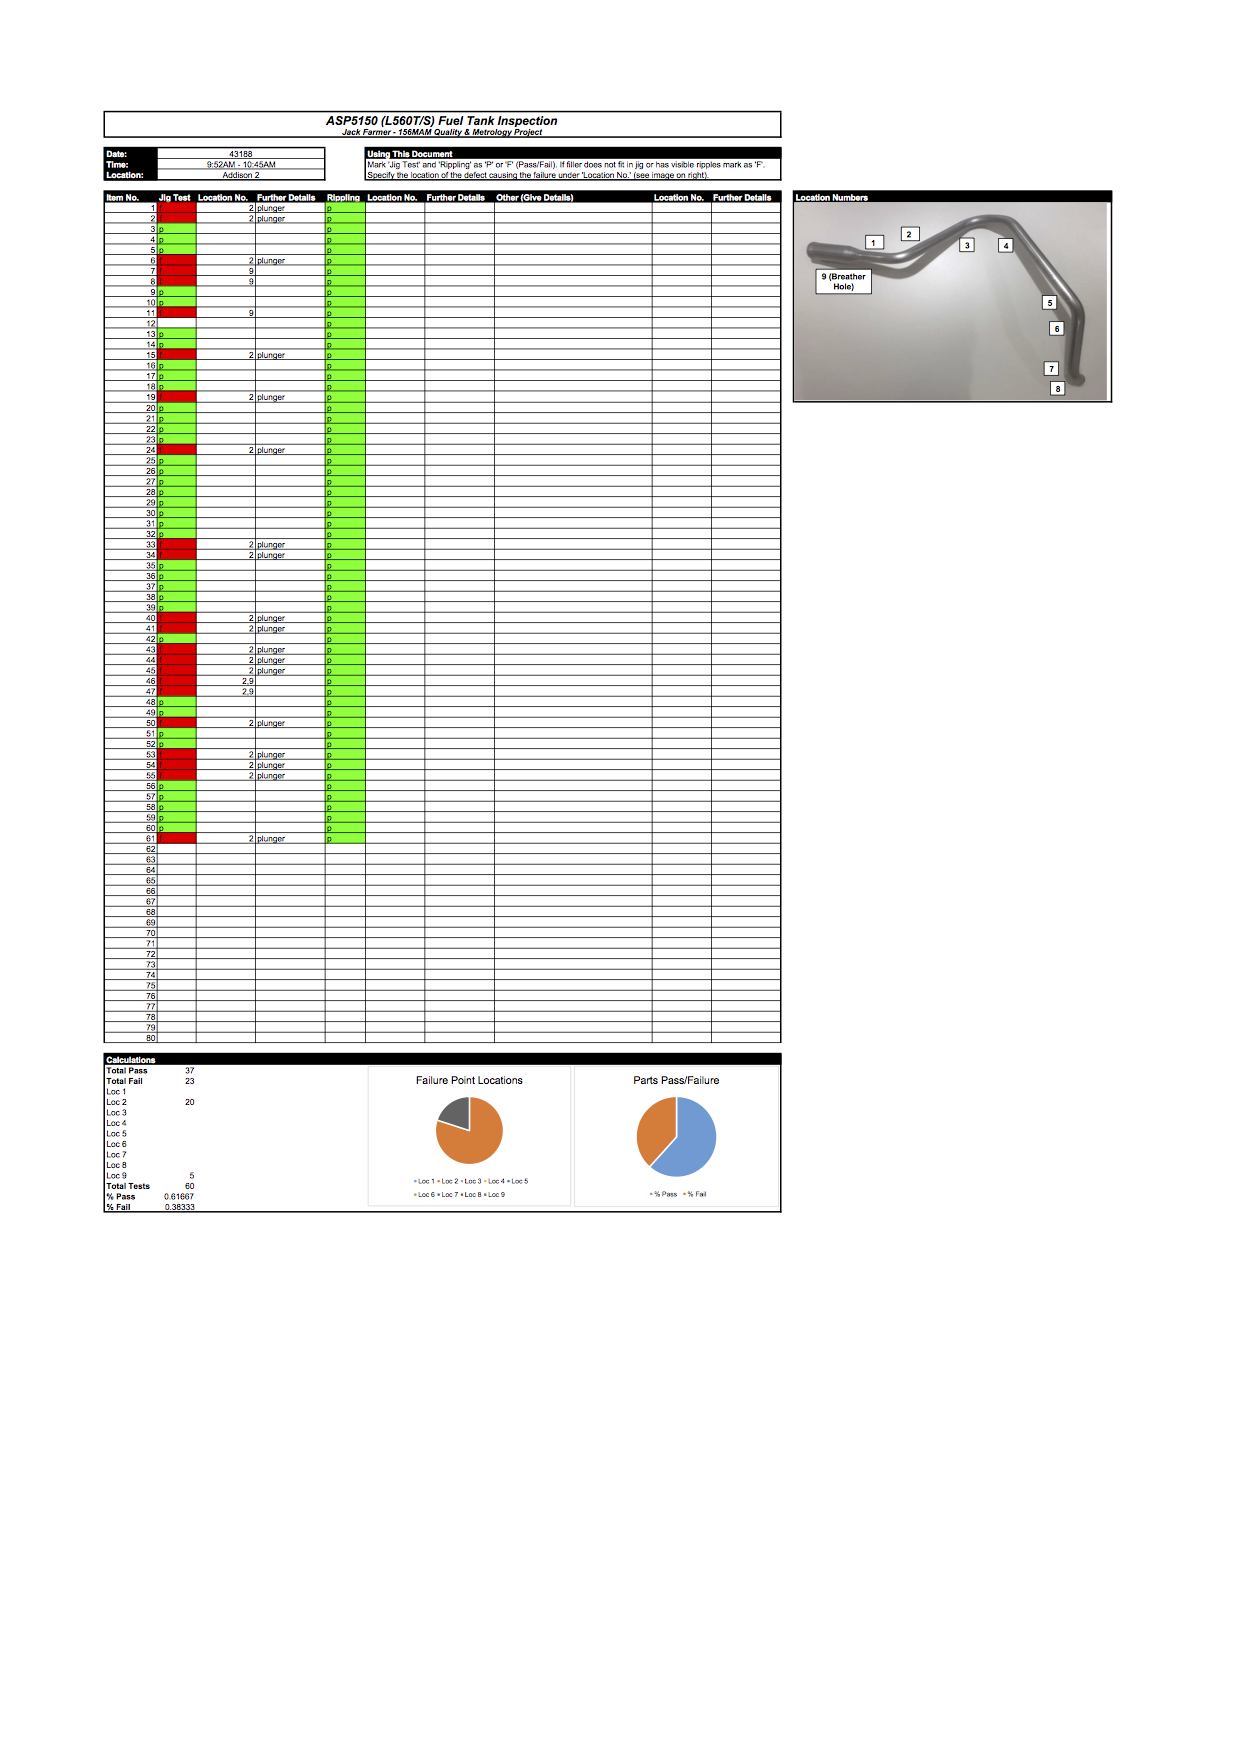 ASP5150 (L560T/S) Fuel Tank Inspection
Jack Farmer - 156MAM Quality & Metrology Project
Date: 43188
Time: 9:52AM - 10:45AM
Location: Addison 2
Using This Document
Mark 'Jig Test' and 'Rippling' as 'P' or 'F' (Pass/Fail). If filler does not fit in jig or has visible ripples mark as 'F'.
Specify the location of the defect causing the failure under 'Location No.' (see image on right).
Item No. Jig Test Location No. Further Details Rippling Location No. Further Details Other (Give Details) Location No. Further Details
1 f 2 plunger p
2 f 2 plunger p
3 p p
4 p p
5 p p
6 f 2 plunger p
7 f 9 p
8 f 9 p
9 p p
10 p p
11 f 9 p
12 p
13 p p
14 p p
15 f 2 plunger p
16 p p
17 p p
18 p p
19 f 2 plunger p
20 p p
21 p p
22 p p
23 p p
24 f 2 plunger p
25 p p
26 p p
27 p p
28 p p
29 p p
30 p p
31 p p
32 p p
33 f 2 plunger p
34 f 2 plunger p
35 p p
36 p p
37 p p
38 p p
39 p p
40 f 2 plunger p
41 f 2 plunger p
42 p p
43 f 2 plunger p
44 f 2 plunger p
45 f 2 plunger p
46 f 2,9 p
47 f 2,9 p
48 p p
49 p p
50 f 2 plunger p
51 p p
52 p p
53 f 2 plunger p
54 f 2 plunger p
55 f 2 plunger p
56 p p
57 p p
58 p p
59 p p
60 p p
61 f 2 plunger p
62
63
64
65
66
67
68
69
70
71
72
73
74
75
76
77
78
79
80
Location Numbers
1
2
3
4
9 (Breather
Hole)
5
6
7
8
Calculations
Total Pass 37
Total Fail 23
Loc 1
Loc 2 20
Loc 3
Loc 4
Loc 5
Loc 6
Loc 7
Loc 8
Loc 9 5
Total Tests 60
% Pass 0.61667
% Fail 0.38333
Failure Point Locations
Loc 1 Loc 2 Loc 3 Loc 4 Loc 5
Loc 6 Loc 7 Loc 8 Loc 9
Parts Pass/Failure
% Pass % Fail